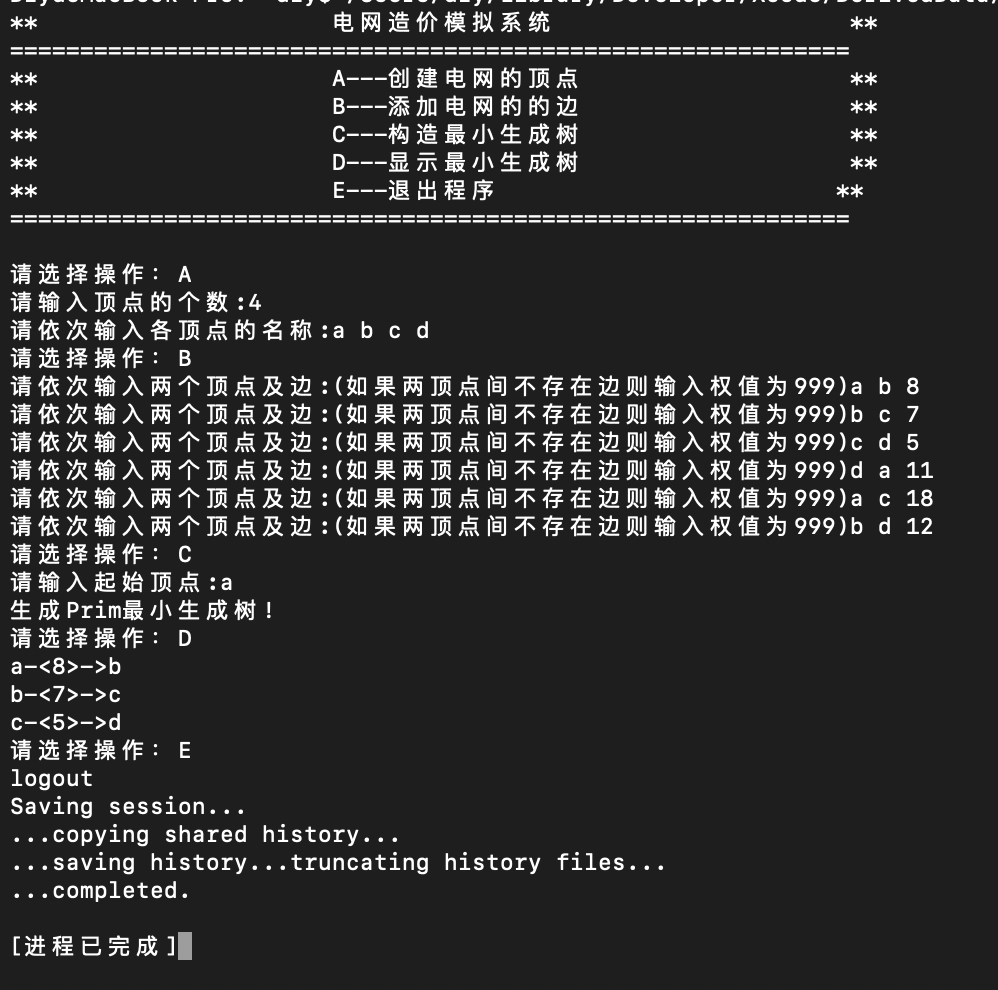 ** 电网造价模拟系统 **
============================================================
** A---创建电网的顶点 **
** B---添加电网的的边 **
** C---构造最小生成树 **
** D---显示最小生成树 **
** E---退出程序 **
============================================================
请选择操作: A
请输入顶点的个数:4
请依次输入各顶点的名称:a b c d
请选择操作: B
请依次输入两个顶点及边:(如果两顶点间不存在边则输入权值为999)a b 8
请依次输入两个顶点及边:(如果两顶点间不存在边则输入权值为999)b c 7
请依次输入两个顶点及边:(如果两顶点间不存在边则输入权值为999)c d 5
请依次输入两个顶点及边:(如果两顶点间不存在边则输入权值为999)d a 11
请依次输入两个顶点及边:(如果两顶点间不存在边则输入权值为999)a c 18
请依次输入两个顶点及边:(如果两顶点间不存在边则输入权值为999)b d 12
请选择操作: C
请输入起始顶点:a
生成Prim最小生成树!
请选择操作: D
a-<8>->b
b-<7>->c
c-<5>->d
请选择操作: E
logout
Saving session...
...copying shared history...
...saving history...truncating history files...
...completed.
[进程已完成]